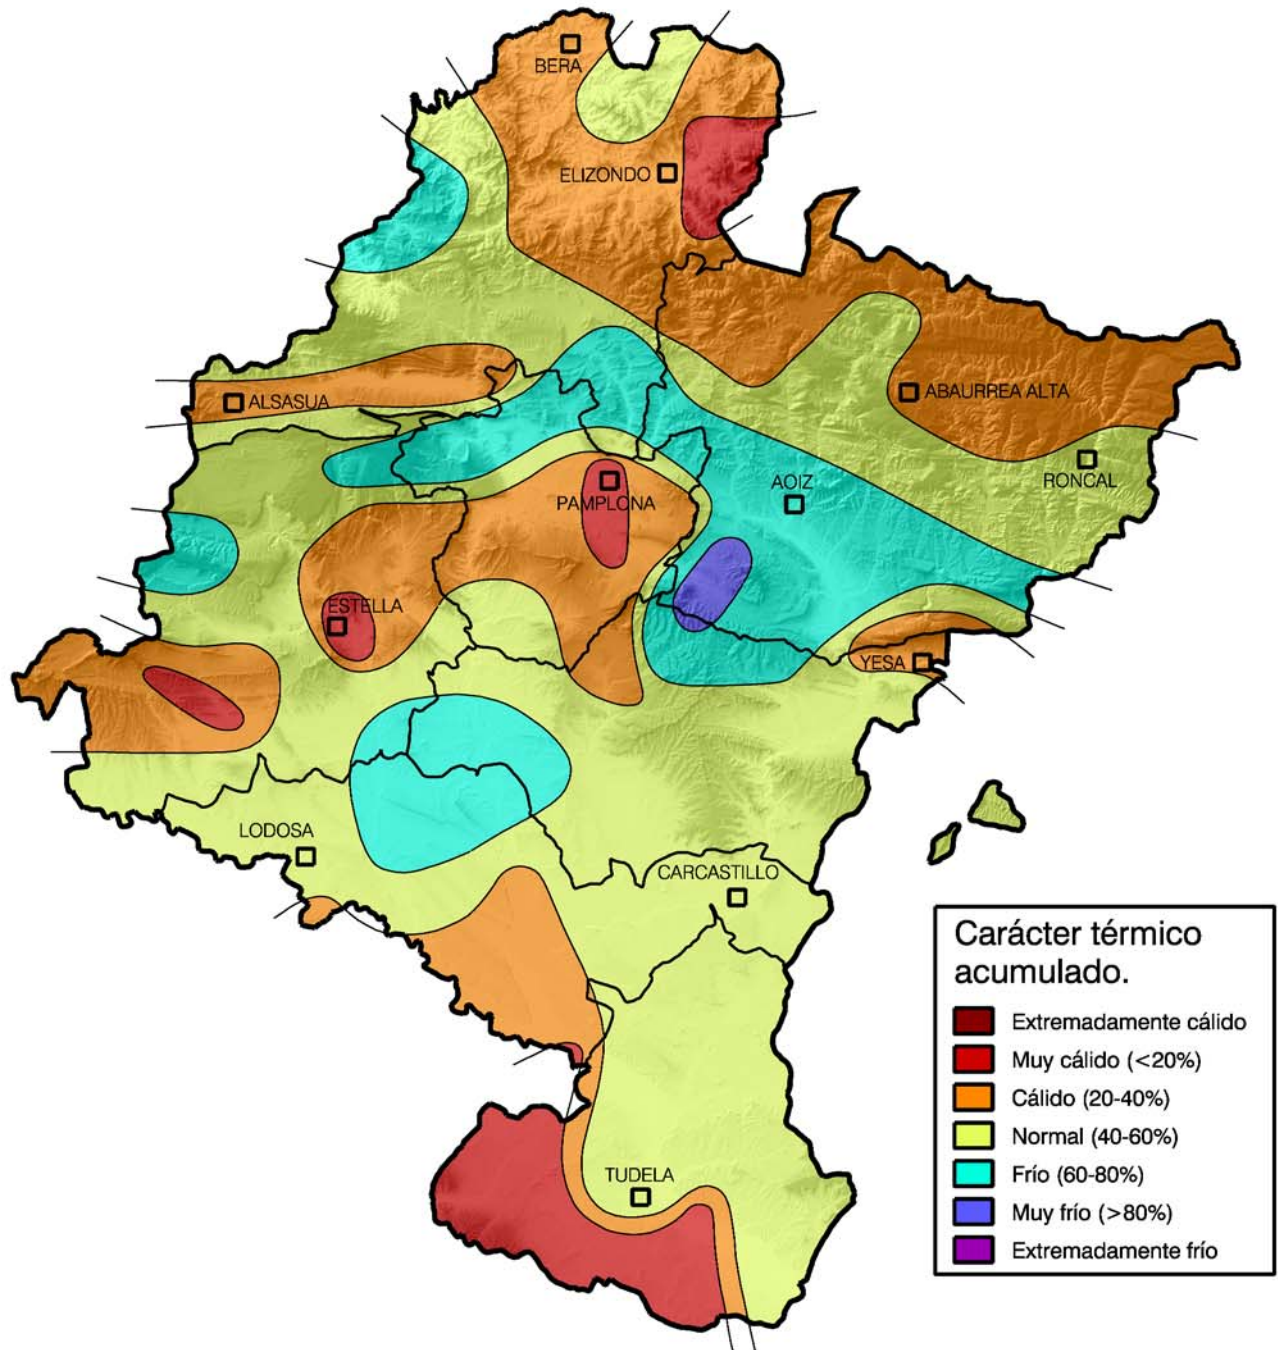 BERA
ELIZONDO
ALSASUA
ABAURREA ALTA
RONCAL
AOIZ
PAMPLONA
ESTELLA
YESA
LODOSA
CARCASTILLO
TUDELA
Carácter térmico
acumulado.
Extremadamente cálido
Muy cálido (<20%)
Cálido (20-40%)
Normal (40-60%)
Frío (60-80%)
Muy frío (>80%)
Extremadamente frío